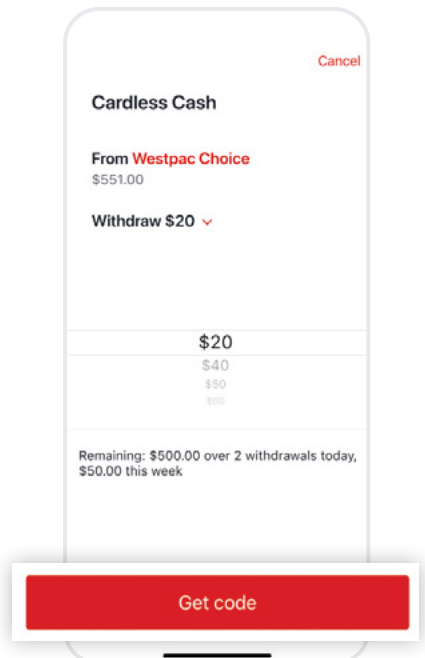 Cancel
Cardless Cash
From Westpac Choice
$551.00
Withdraw $20
$20
$40
$50
$60
Remaining: $500.00 over 2 withdrawals today,
$50.00 this week
Get code